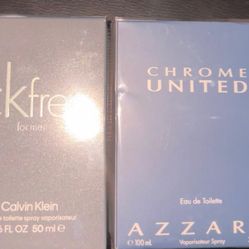 ckfree
for men
Calvin Klein
e toilette spray vaporisateur
FL OZ 50 ml e
CHROME
UNITED
Eau de Toilette
AZZAR
e 100 mL
Vaporisateur Spray